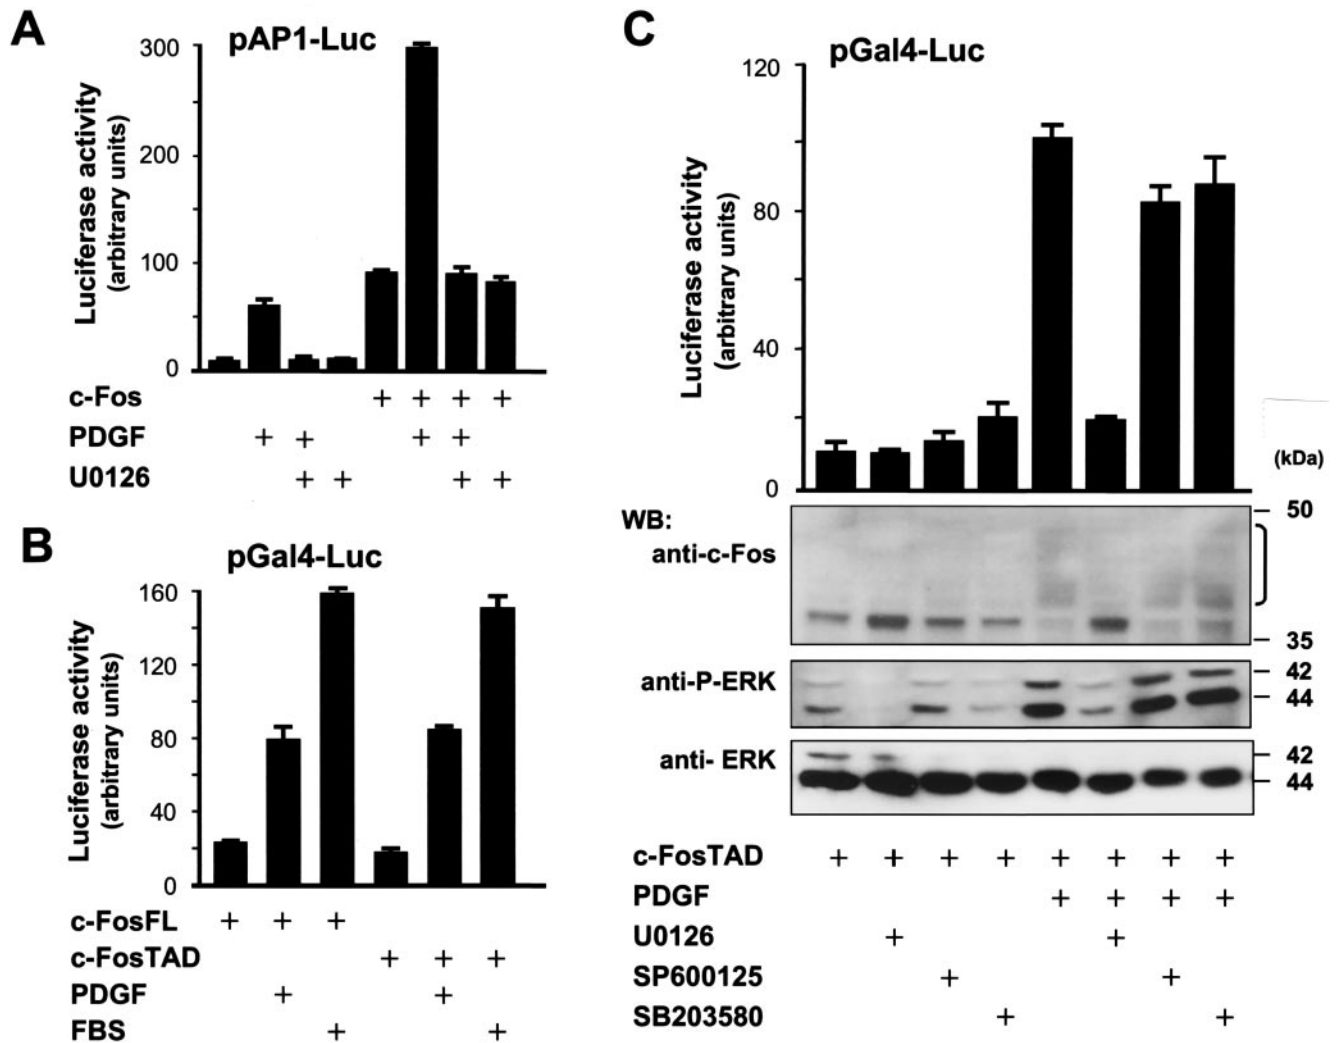 A
pAP1-Luc
Luciferase activity
(arbitrary units)
300
200
100
0
c-Fos + + + +
PDGF + + + +
U0126 + + + +
B
pGal4-Luc
Luciferase activity
(arbitrary units)
160
120
80
40
0
c-FosFL + + +
c-FosTAD + + +
PDGF + +
FBS + +
C
pGal4-Luc
Luciferase activity
(arbitrary units)
120
80
40
0
(kDa)
WB:
anti-c-Fos
50
35
anti-P-ERK
42
44
anti- ERK
42
44
c-FosTAD + + + + + + + +
PDGF + + + +
U0126 + +
SP600125 + +
SB203580 + +